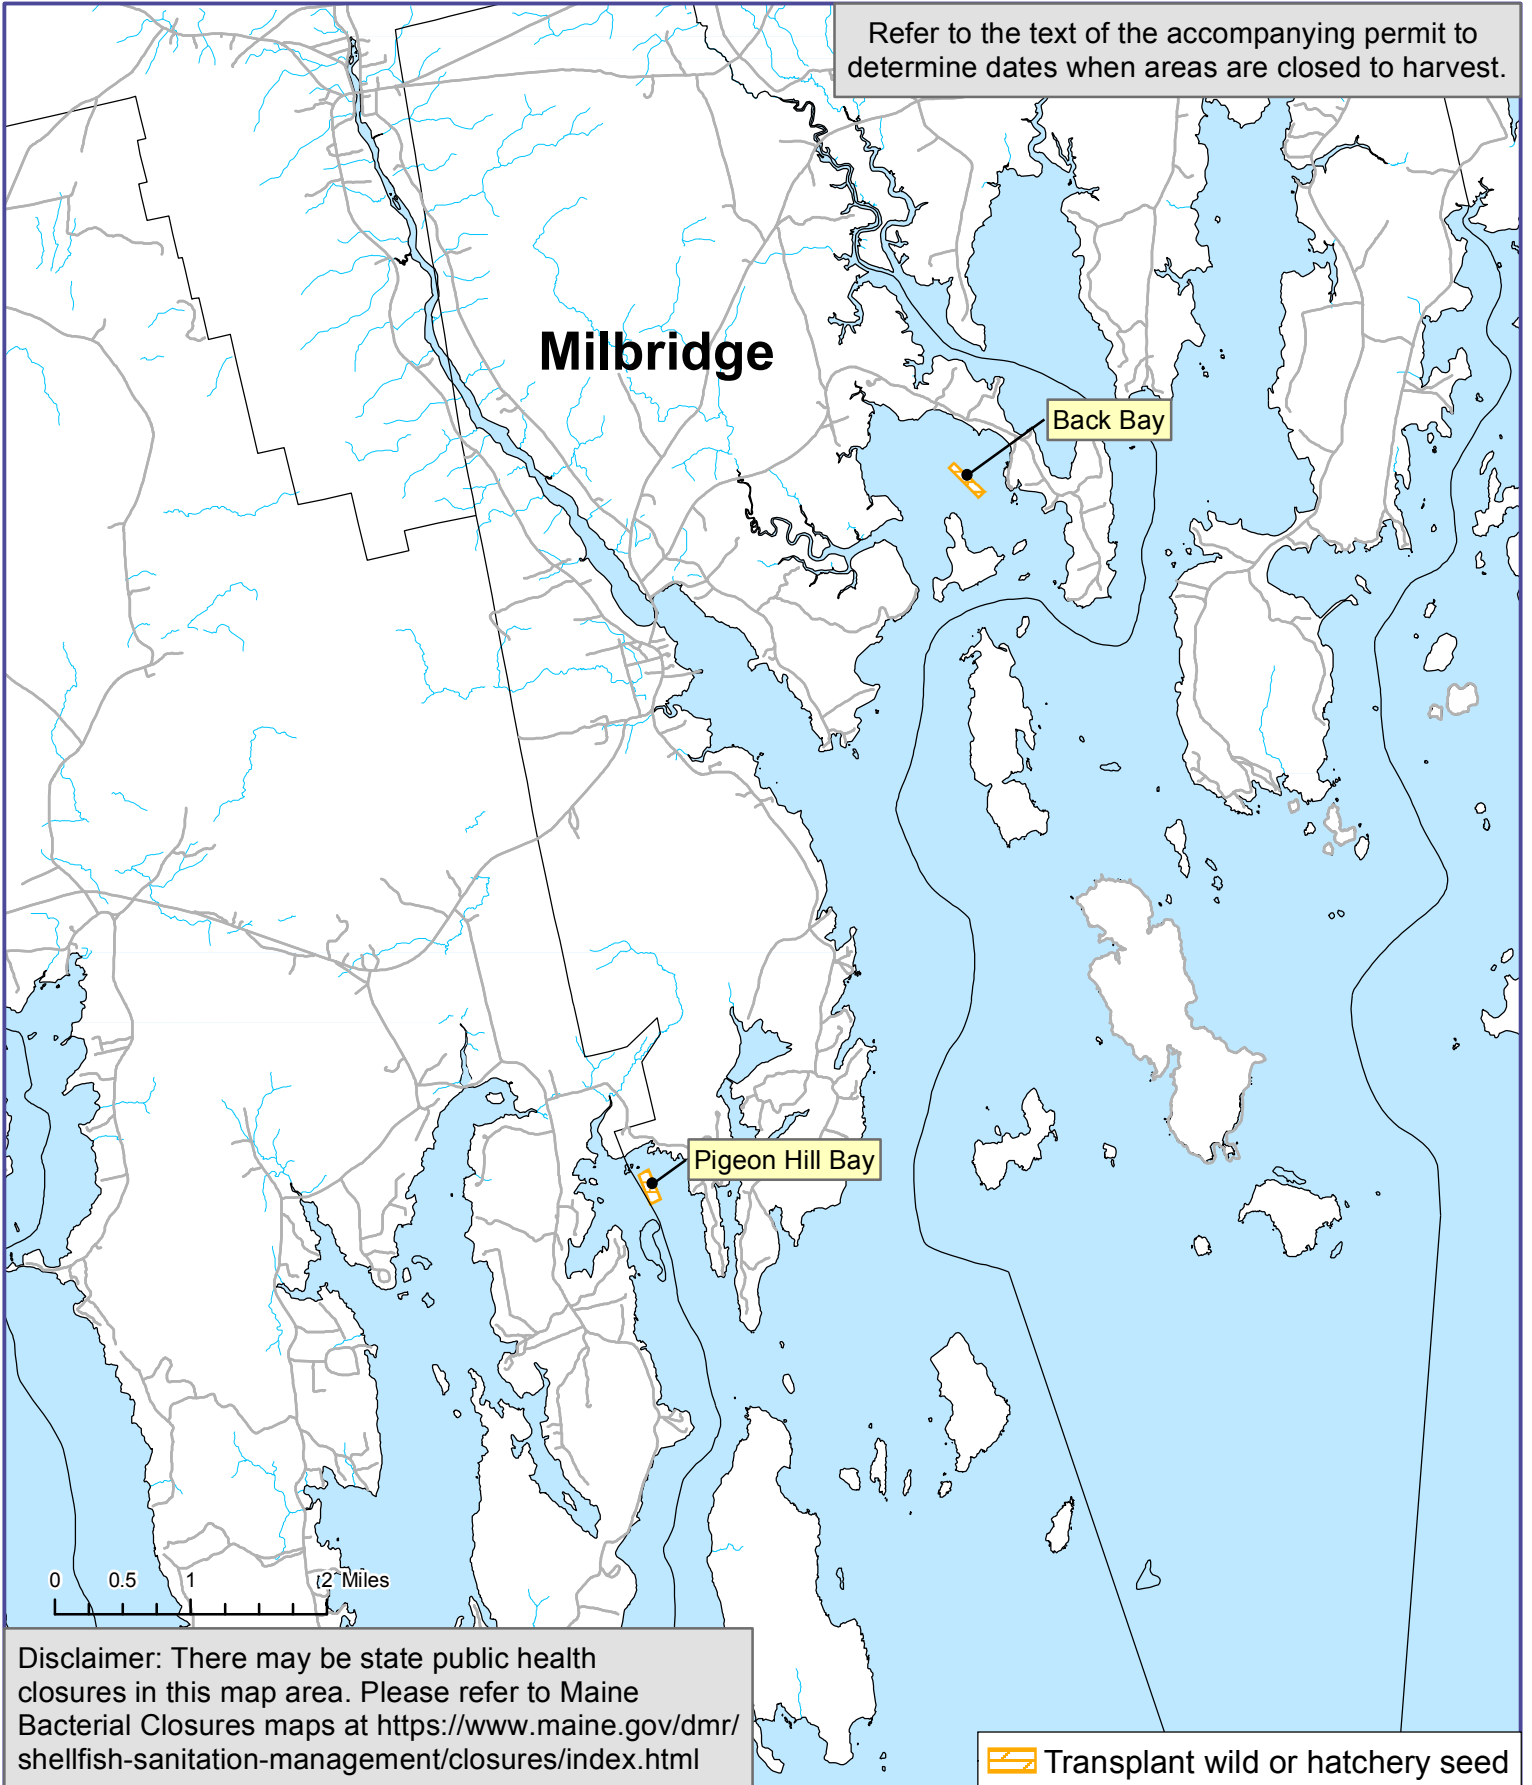 Refer to the text of the accompanying permit to
determine dates when areas are closed to harvest.
Milbridge
Back Bay
Pigeon Hill Bay
0 0.5 1 2 Miles
Disclaimer: There may be state public health
closures in this map area. Please refer to Maine
Bacterial Closures maps at https://www.maine.gov/dmr/
shellfish-sanitation-management/closures/index.html
Transplant wild or hatchery seed